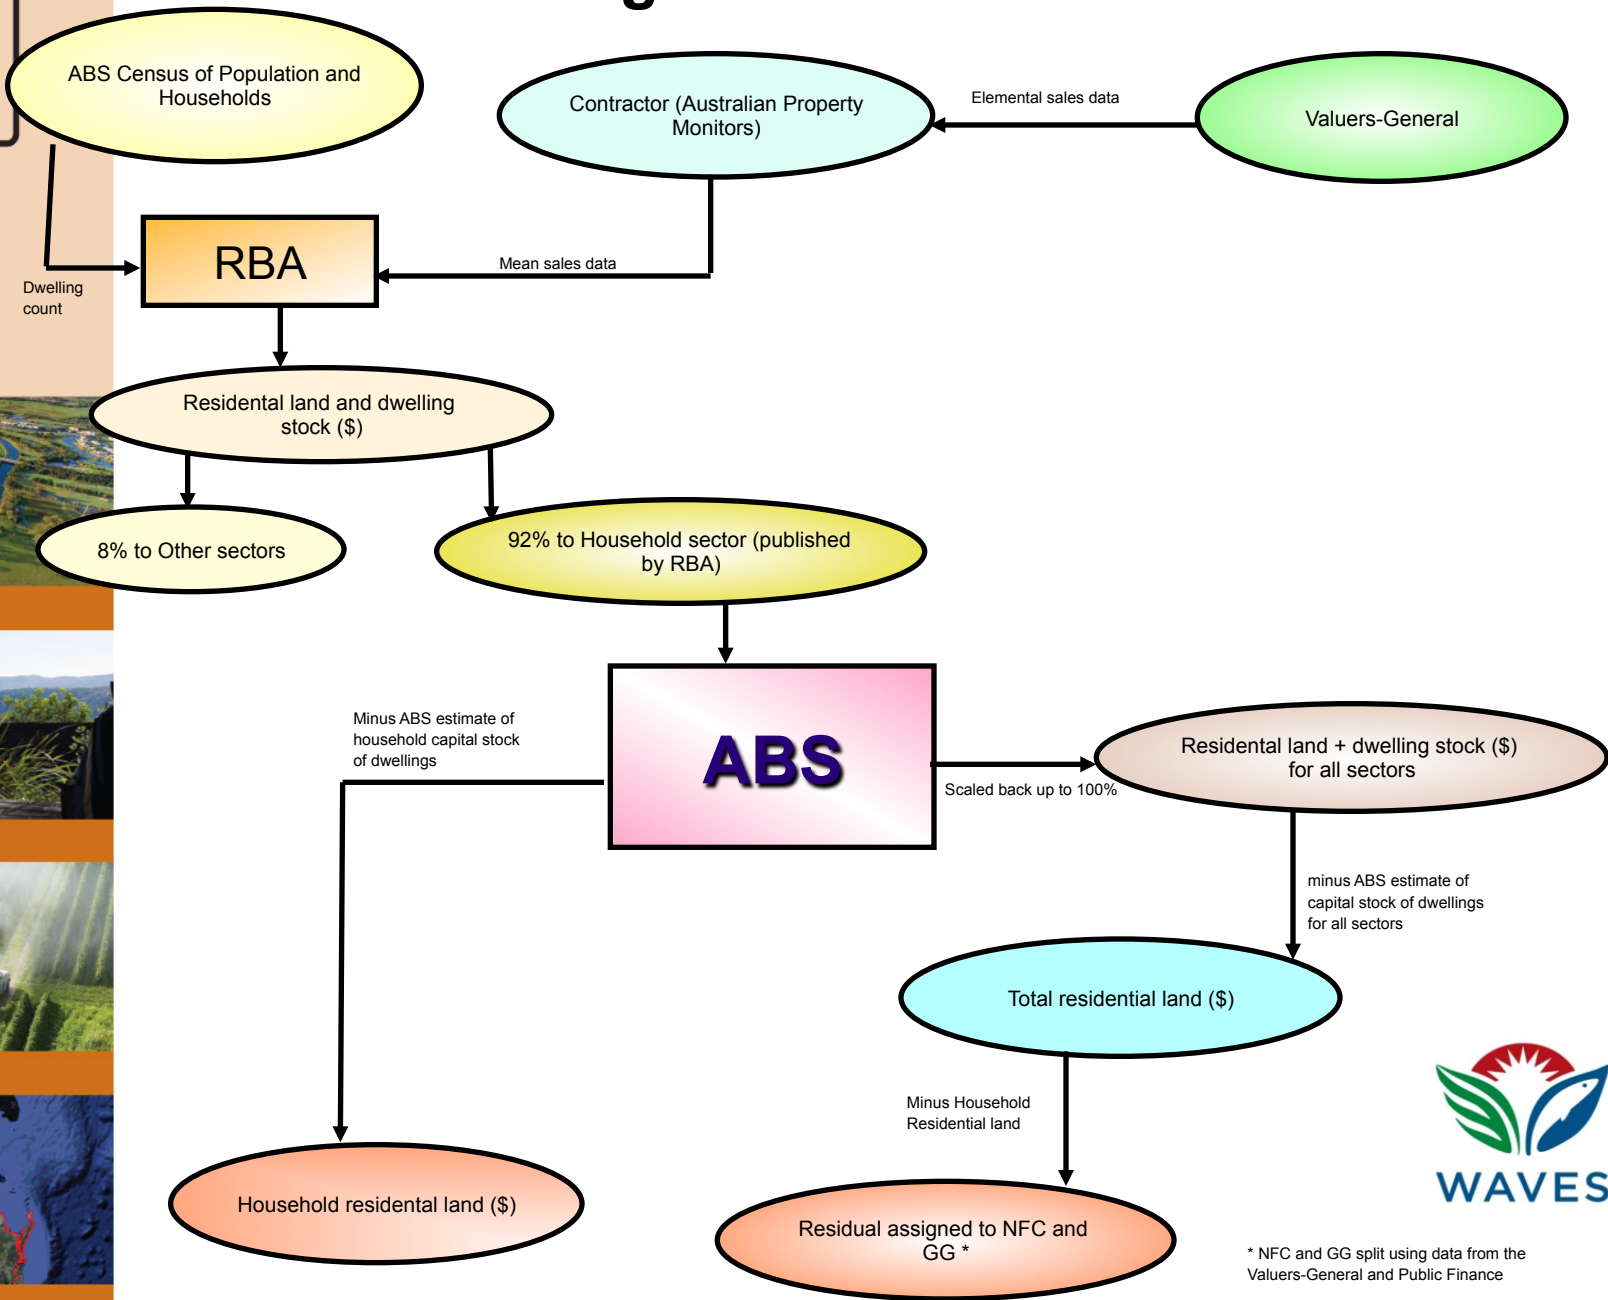 ABS Census of Population and
Households
Contractor (Australian Property
Monitors)
Elemental sales data
Valuers-General
RBA
Mean sales data
Dwelling
count
Residental land and dwelling
stock ($)
8% to Other sectors
92% to Household sector (published
by RBA)
Minus ABS estimate of
household capital stock
of dwellings
ABS
Scaled back up to 100%
Residental land + dwelling stock ($)
for all sectors
minus ABS estimate of
capital stock of dwellings
for all sectors
Total residential land ($)
Minus Household
Residential land
Household residental land ($)
Residual assigned to NFC and
GG *
WAVES
* NFC and GG split using data from the
Valuers-General and Public Finance